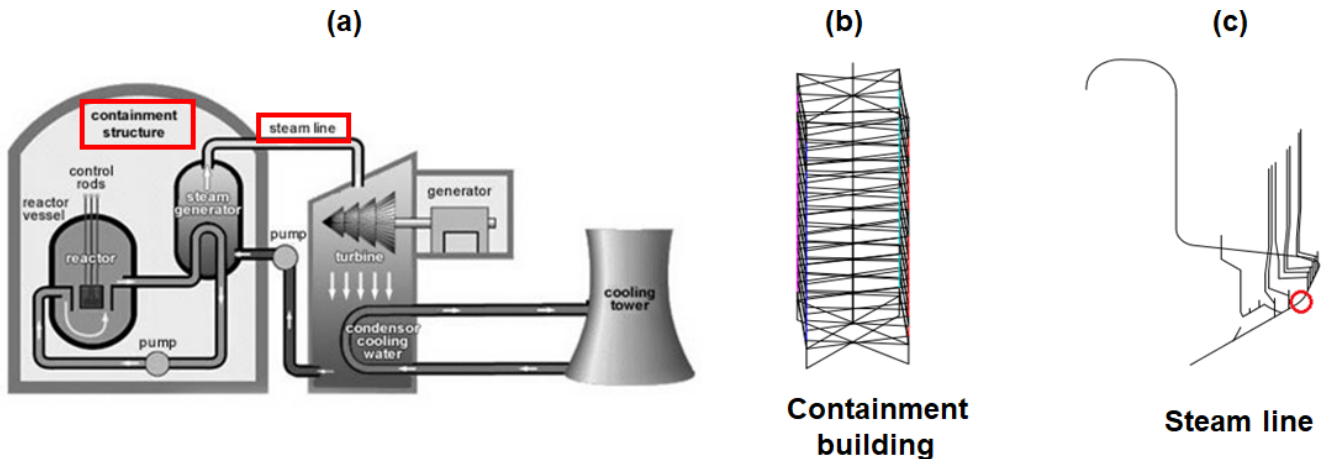 (a)
(b)
(c)
containment
structure
steam line
control
rods
reactor
vessel
steam
generator
generator
pump
reactor
turbine
cooling
tower
condensor
cooling
water
pump
Containment
building
Steam line